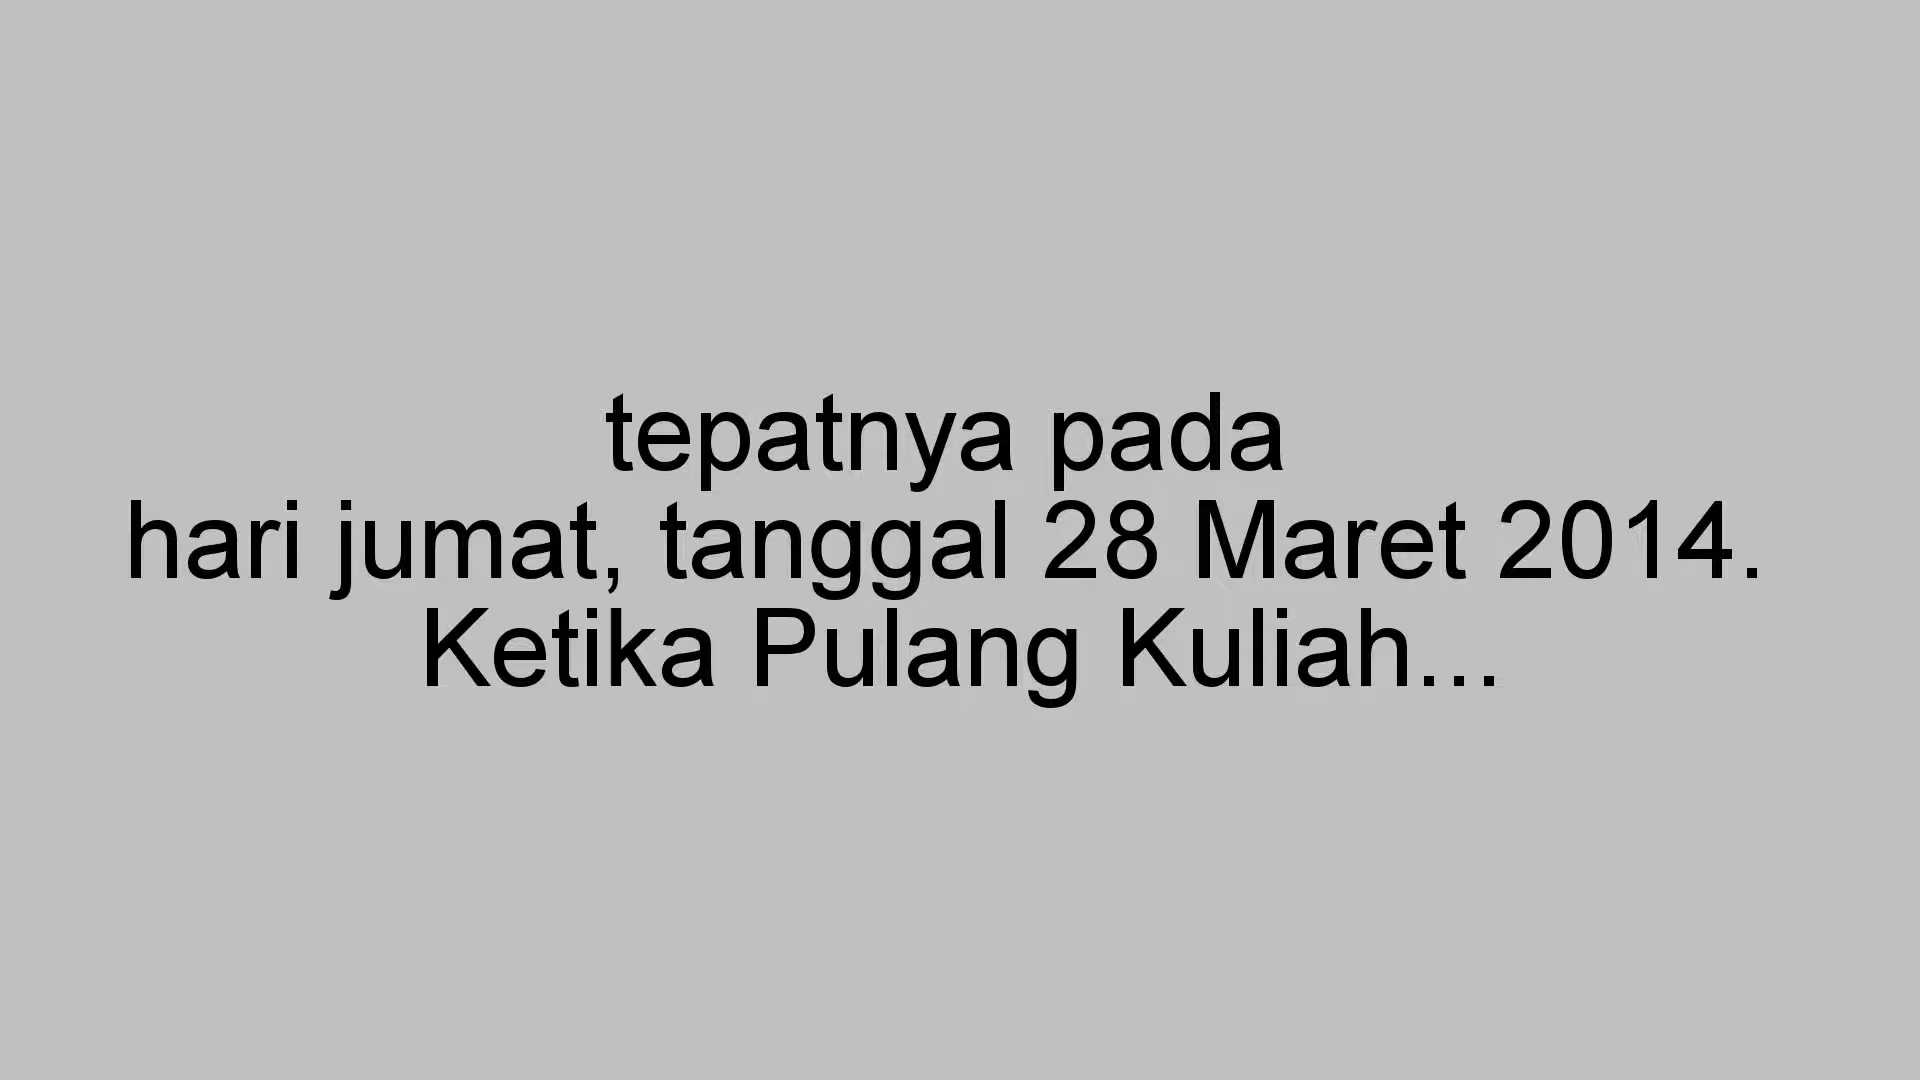 tepatnya pada
hari jumat, tanggal 28 Maret 2014.
Ketika Pulang Kuliah...